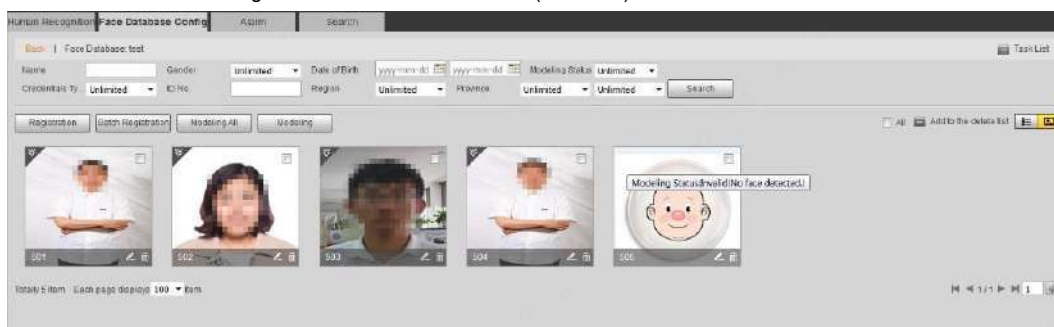 Human Recognition Face Database Config Alarm Search
Back | Face Database: test Task List
Name Gender Unlimited Date of Birth yyyy-mm-dd yyyy-mm-dd Modeling Status Unlimited
Credentials Ty... Unlimited ID No. Region Unlimited Province Unlimited Unlimited Search
Registration Batch Registration Modeling All Modeling All Add to the delete list
Modeling Status:Invalid(No face detected.)
501 502 503 504 505
Totally 5 item Each page displays 100 item 1/1 1